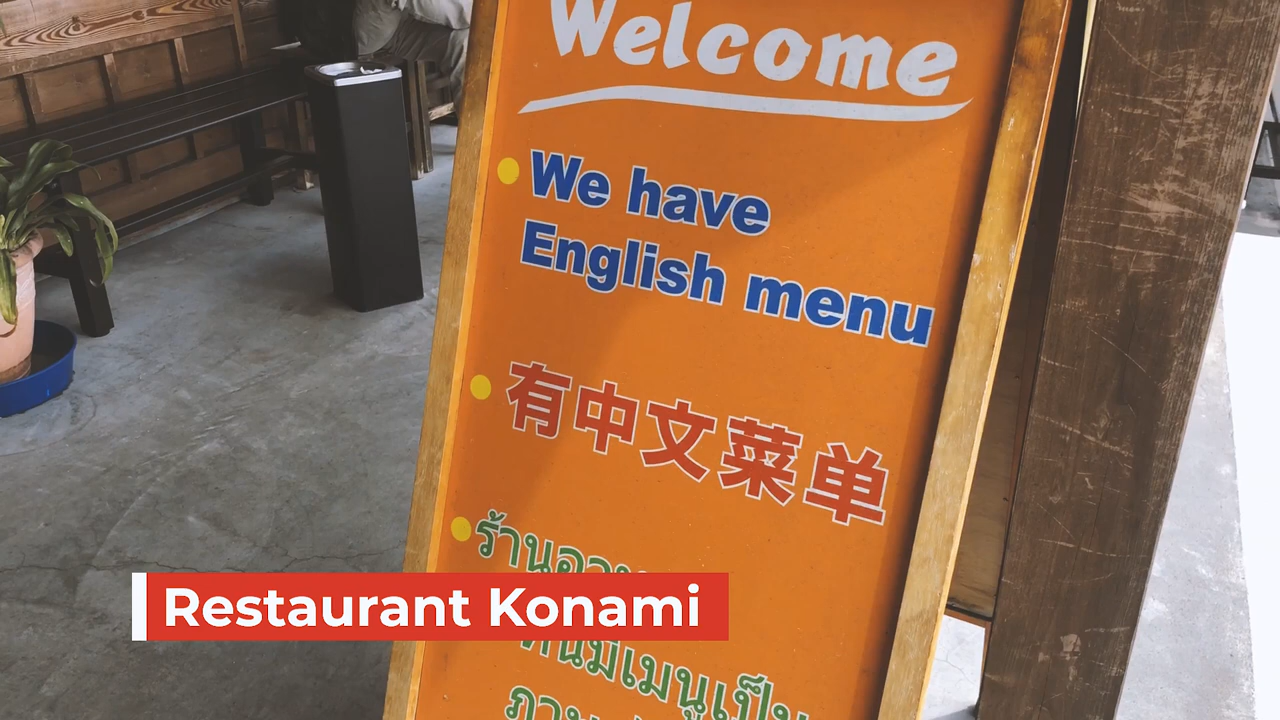 Welcome
We have
English menu
有中文菜单
Restaurant Konami